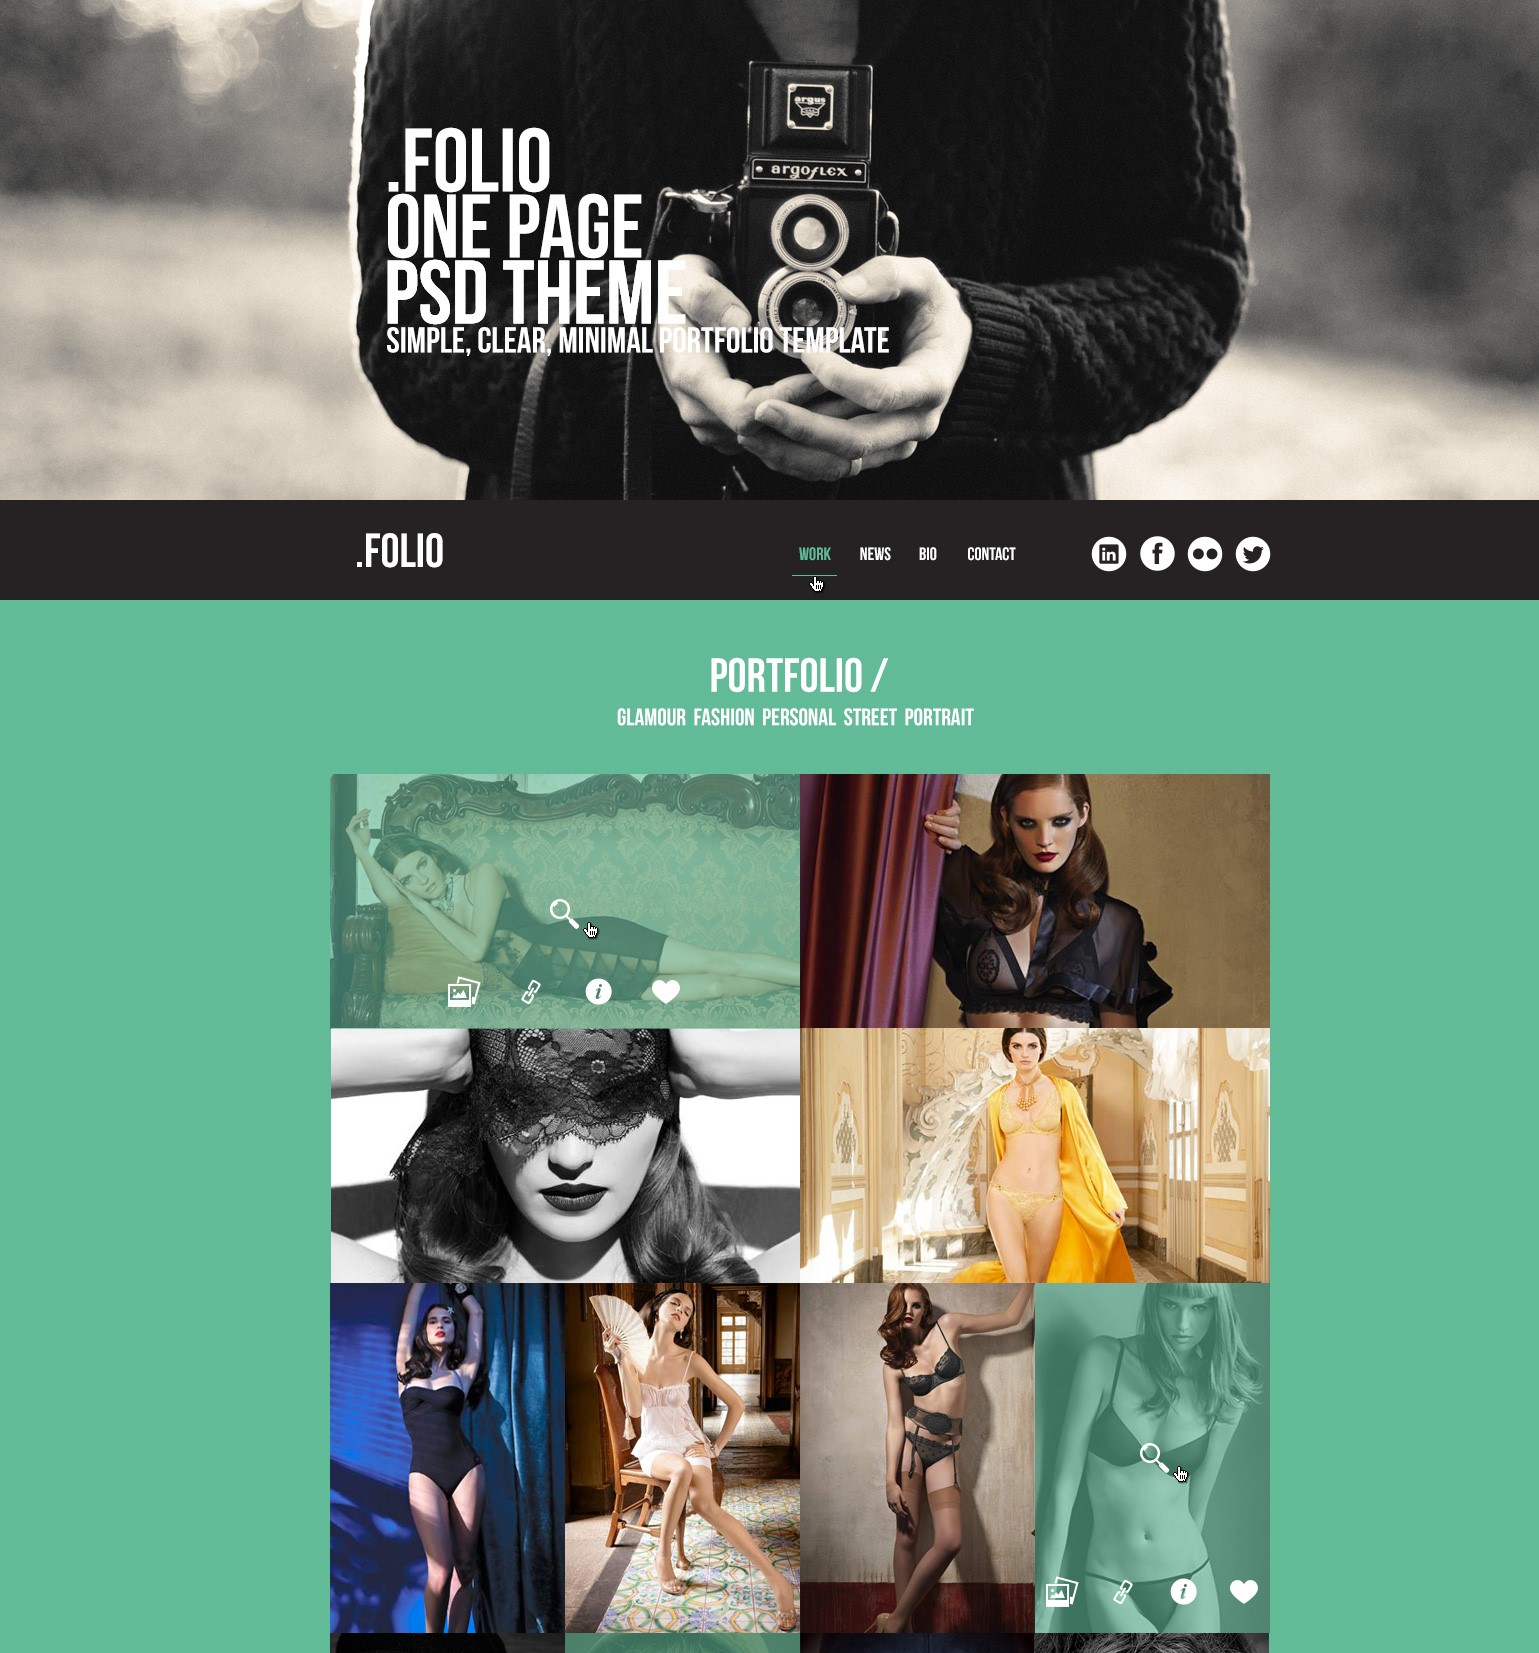 argus
argoflex
.FOLIO
ONE PAGE
PSD THEME
SIMPLE, CLEAR, MINIMAL PORTFOLIO TEMPLATE
.FOLIO
WORK NEWS BIO CONTACT in f
PORTFOLIO /
GLAMOUR FASHION PERSONAL STREET PORTRAIT
i
i